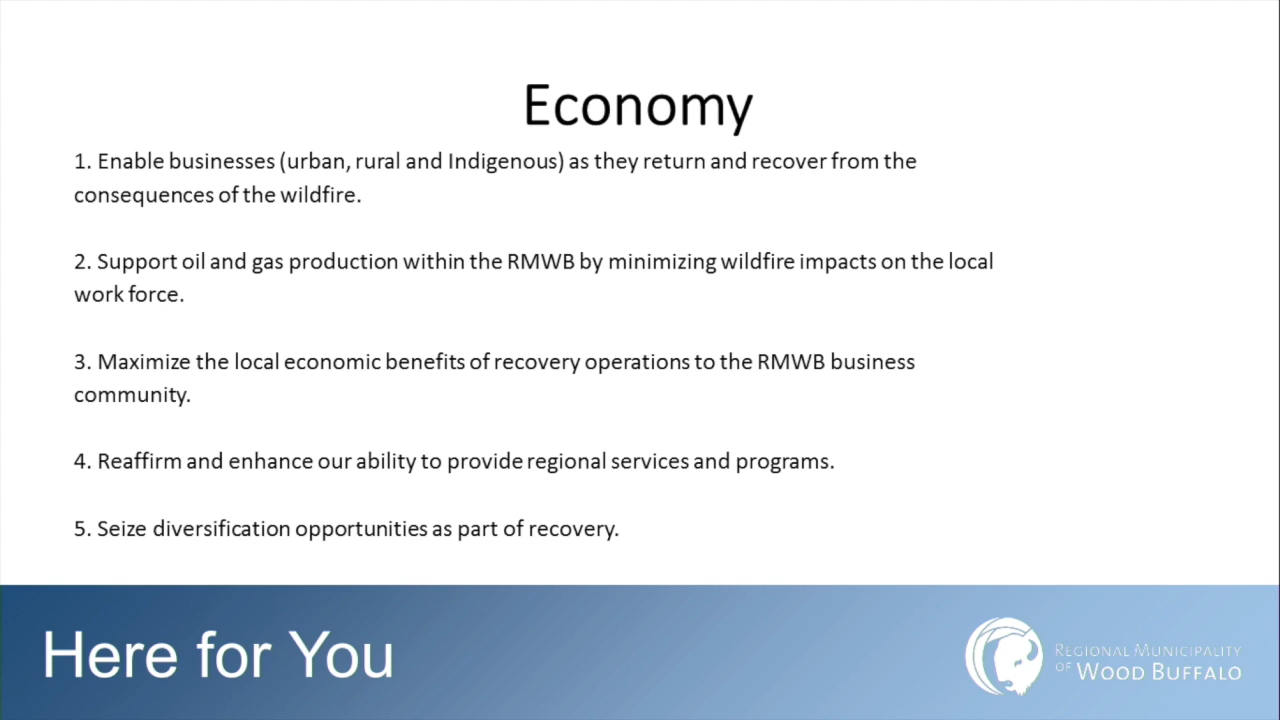 Economy
1. Enable businesses (urban, rural and Indigenous) as they return and recover from the
consequences of the wildfire.
2. Support oil and gas production within the RMWB by minimizing wildfire impacts on the local
work force.
3. Maximize the local economic benefits of recovery operations to the RMWB business
community.
4. Reaffirm and enhance our ability to provide regional services and programs.
5. Seize diversification opportunities as part of recovery.
Here for You
REGIONAL MUNICIPALITY
OF WOOD BUFFALO